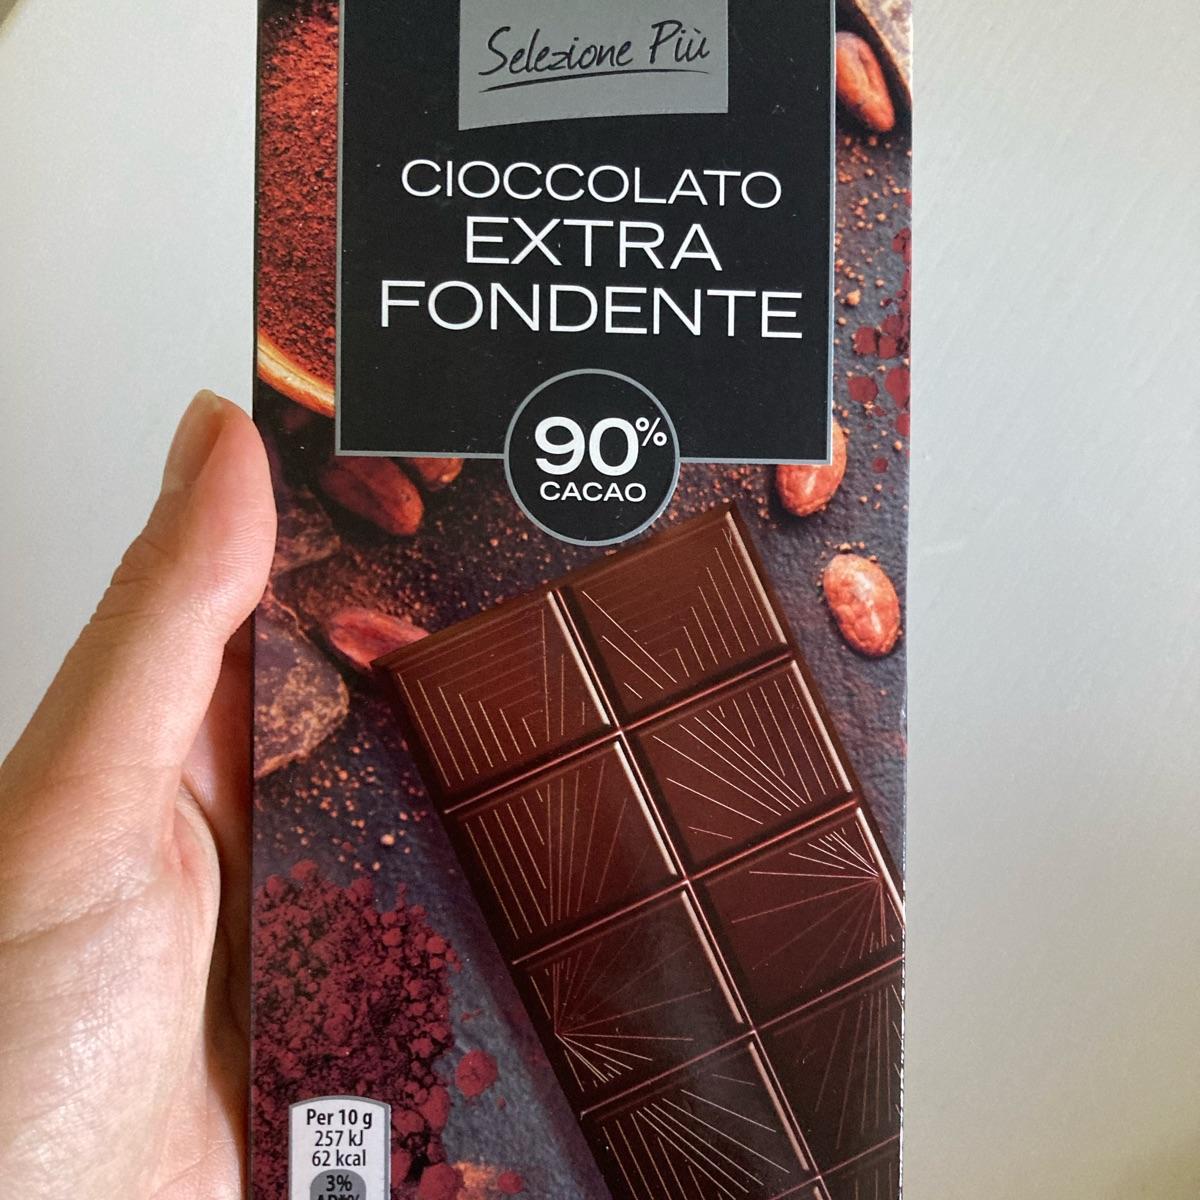 Selezione Più
CIOCCOLATO
EXTRA
FONDENTE
90%
CACAO
Per 10 g
257 kJ
62 kcal
3%